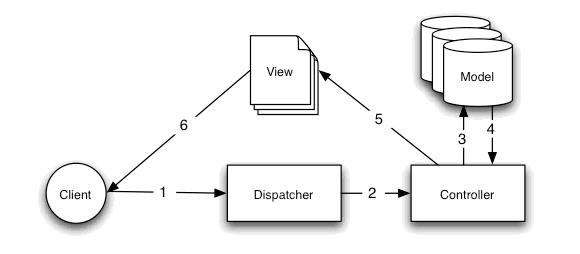 View
Model
6
5
3
4
Client
1
Dispatcher
2
Controller